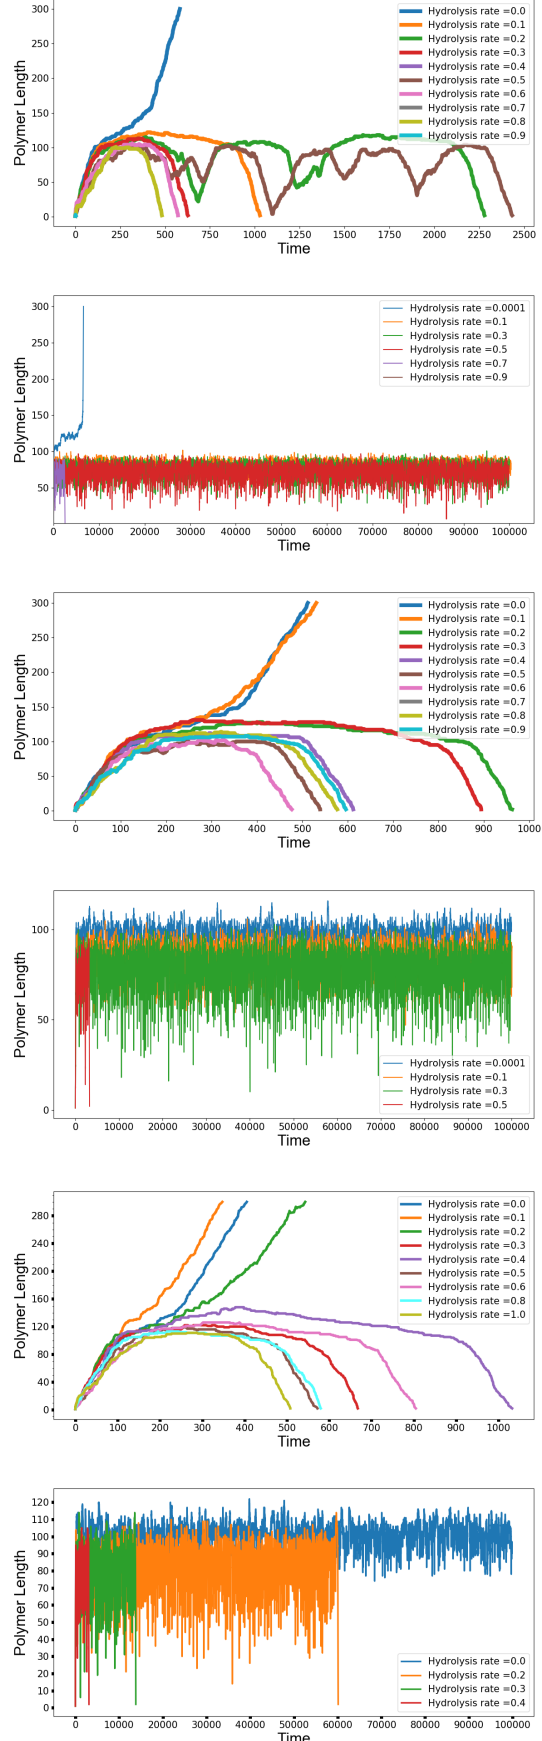 300
250
200
150
100
50
0
Polymer Length
Hydrolysis rate =0.0
Hydrolysis rate =0.1
Hydrolysis rate =0.2
Hydrolysis rate =0.3
Hydrolysis rate =0.4
Hydrolysis rate =0.5
Hydrolysis rate =0.6
Hydrolysis rate =0.7
Hydrolysis rate =0.8
Hydrolysis rate =0.9
0 250 500 750 1000 1250 1500 1750 2000 2250 2500
Time
300
250
200
150
100
50
Polymer Length
Hydrolysis rate =0.0001
Hydrolysis rate =0.1
Hydrolysis rate =0.3
Hydrolysis rate =0.5
Hydrolysis rate =0.7
Hydrolysis rate =0.9
0 10000 20000 30000 40000 50000 60000 70000 80000 90000 100000
Time
300
250
200
150
100
50
0
Polymer Length
Hydrolysis rate =0.0
Hydrolysis rate =0.1
Hydrolysis rate =0.2
Hydrolysis rate =0.3
Hydrolysis rate =0.4
Hydrolysis rate =0.5
Hydrolysis rate =0.6
Hydrolysis rate =0.7
Hydrolysis rate =0.8
Hydrolysis rate =0.9
0 100 200 300 400 500 600 700 800 900 1000
Time
100
50
0
Polymer Length
Hydrolysis rate =0.0001
Hydrolysis rate =0.1
Hydrolysis rate =0.3
Hydrolysis rate =0.5
0 10000 20000 30000 40000 50000 60000 70000 80000 90000 100000
Time
280
240
200
160
120
80
40
0
Polymer Length
Hydrolysis rate =0.0
Hydrolysis rate =0.1
Hydrolysis rate =0.2
Hydrolysis rate =0.3
Hydrolysis rate =0.4
Hydrolysis rate =0.5
Hydrolysis rate =0.6
Hydrolysis rate =0.8
Hydrolysis rate =1.0
0 100 200 300 400 500 600 700 800 900 1000
Time
120
110
100
90
80
70
60
50
40
30
20
10
0
Polymer Length
Hydrolysis rate =0.0
Hydrolysis rate =0.2
Hydrolysis rate =0.3
Hydrolysis rate =0.4
0 10000 20000 30000 40000 50000 60000 70000 80000 90000 100000
Time